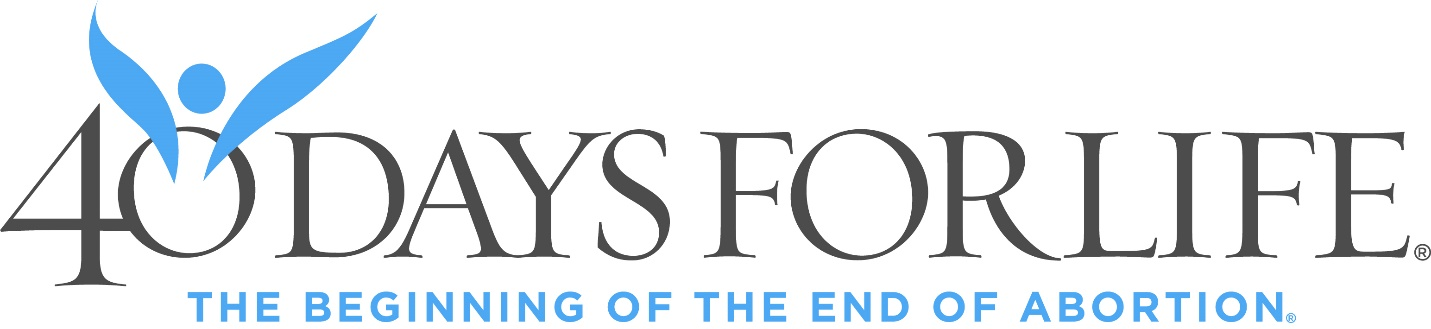 40 DAYS FOR LIFE®
THE BEGINNING OF THE END OF ABORTION®